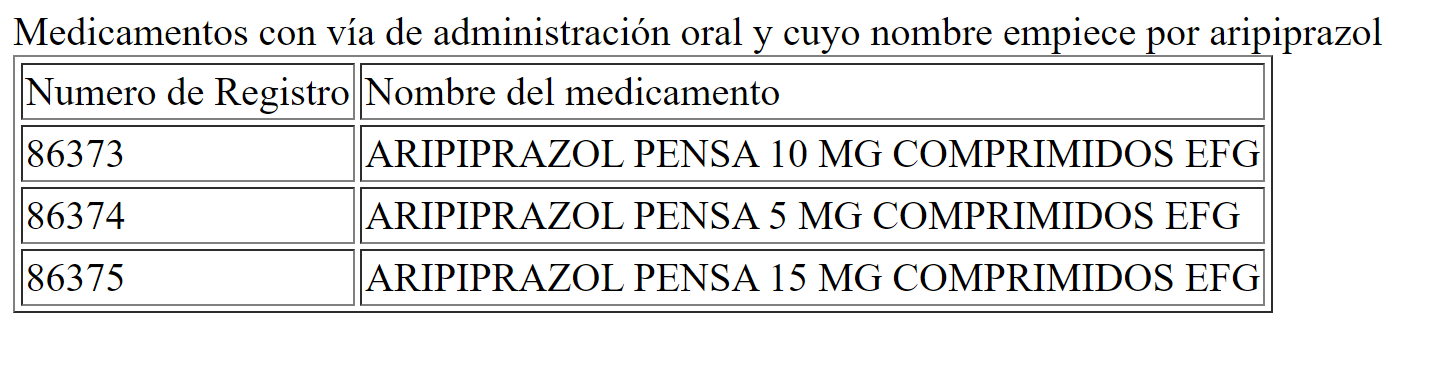 Medicamentos con vía de administración oral y cuyo nombre empiece por aripiprazol
Numero de Registro Nombre del medicamento
86373 ARIPIPRAZOL PENSA 10 MG COMPRIMIDOS EFG
86374 ARIPIPRAZOL PENSA 5 MG COMPRIMIDOS EFG
86375 ARIPIPRAZOL PENSA 15 MG COMPRIMIDOS EFG